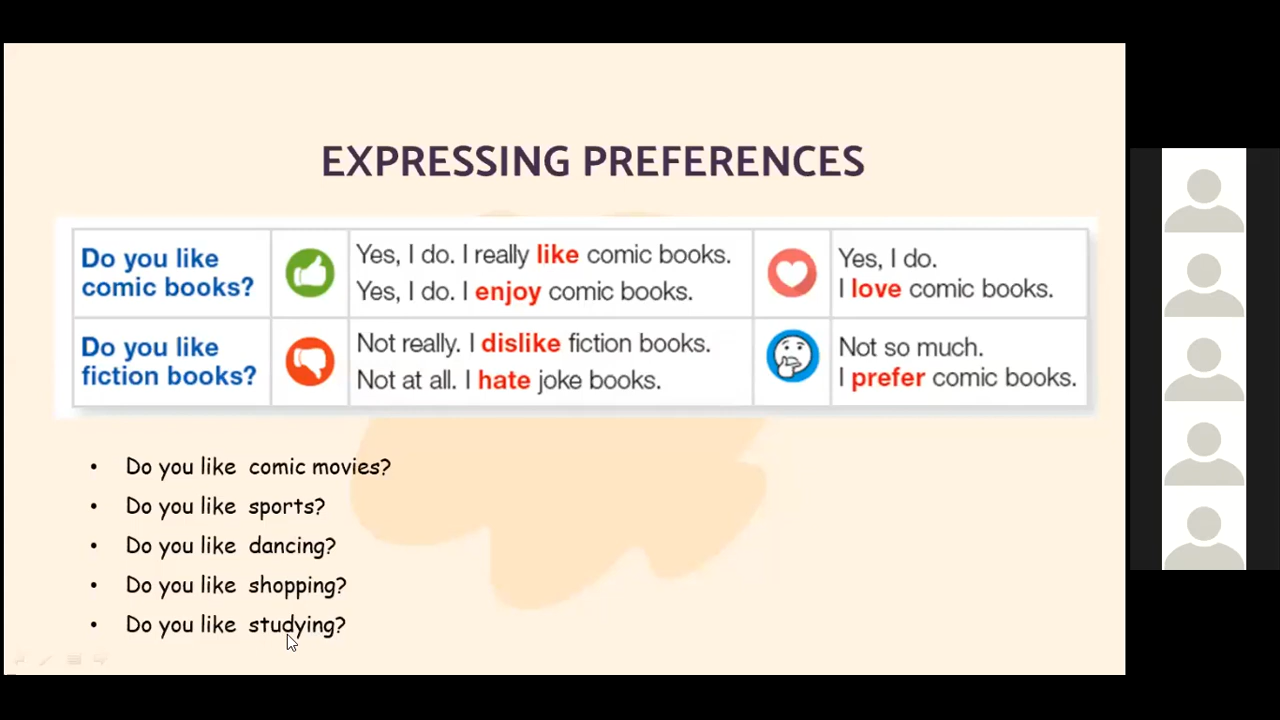 EXPRESSING PREFERENCES
Do you like
comic books?
Yes, I do. I really like comic books.
Yes, I do. I enjoy comic books.
Yes, I do.
I love comic books.
Do you like
fiction books?
Not really. I dislike fiction books.
Not at all. I hate joke books.
Not so much.
I prefer comic books.
• Do you like comic movies?
• Do you like sports?
• Do you like dancing?
• Do you like shopping?
• Do you like studying?